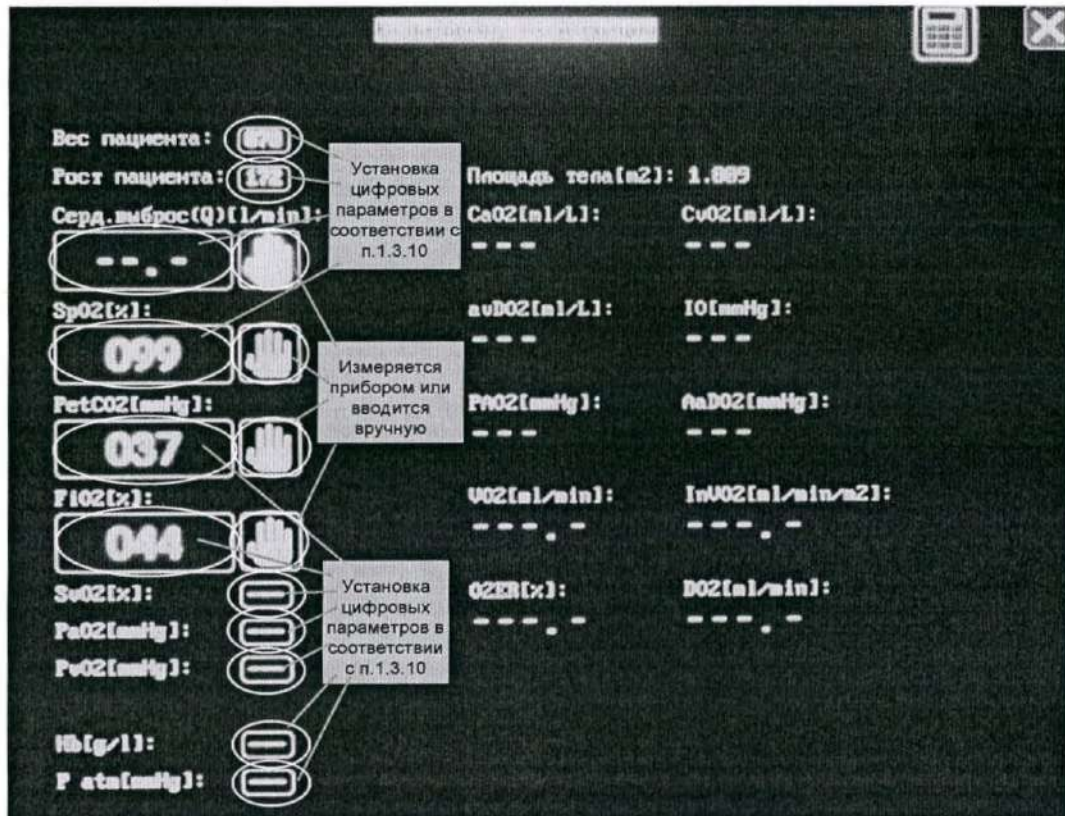 Вес пациента: 070
Рост пациента: 172
Серд.выброс(Q)[l/min]:
--.-
SpO2[%]:
099
PetCO2[mmHg]:
037
FiO2[%]:
044
SvO2[%]:
PaO2[mmHg]:
PvO2[mmHg]:
Hb[g/l]:
P atm[mmHg]:
Установка
цифровых
параметров в
соответствии с
п.1.3.10
Измеряется
прибором или
вводится
вручную
Установка
цифровых
параметров в
соответствии
с п.1.3.10
Площадь тела[m2]: 1.809
CaO2[ml/L]: CvO2[ml/L]:
--- ---
avDO2[ml/L]: IO[mmHg]:
--- ---
PAO2[mmHg]: AaDO2[mmHg]:
--- ---
VO2[ml/min]: InVO2[ml/min/m2]:
---.- ---.-
O2ER[%]: DO2[ml/min]:
---.- ---.-